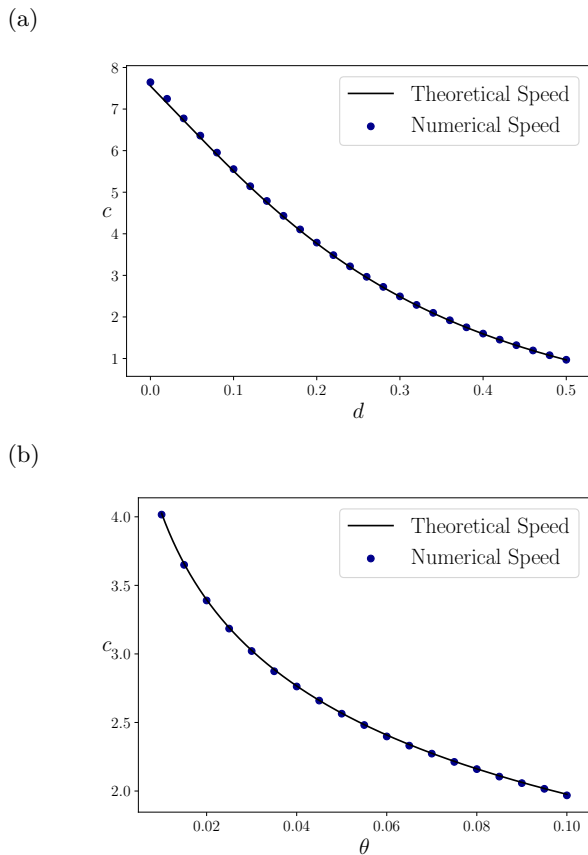 (a)
8
7
6
5
4
3
2
1
c
0.0 0.1 0.2 0.3 0.4 0.5
d
Theoretical Speed
Numerical Speed
(b)
4.0
3.5
3.0
2.5
2.0
c
0.02 0.04 0.06 0.08 0.10
θ
Theoretical Speed
Numerical Speed